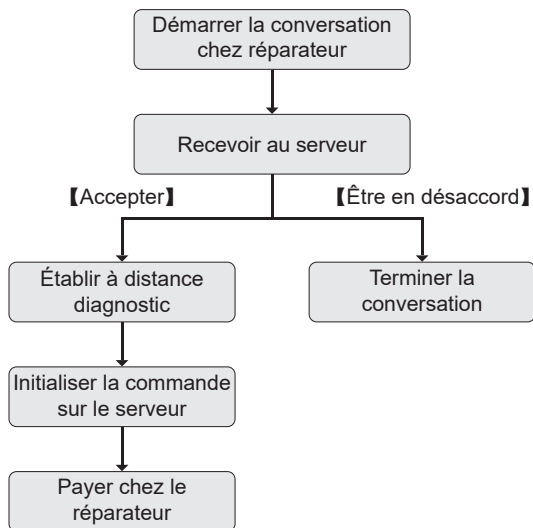 Démarrer la conversation
chez réparateur
Recevoir au serveur
【Accepter】
【Être en désaccord】
Établir à distance
diagnostic
Terminer la
conversation
Initialiser la commande
sur le serveur
Payer chez le
réparateur